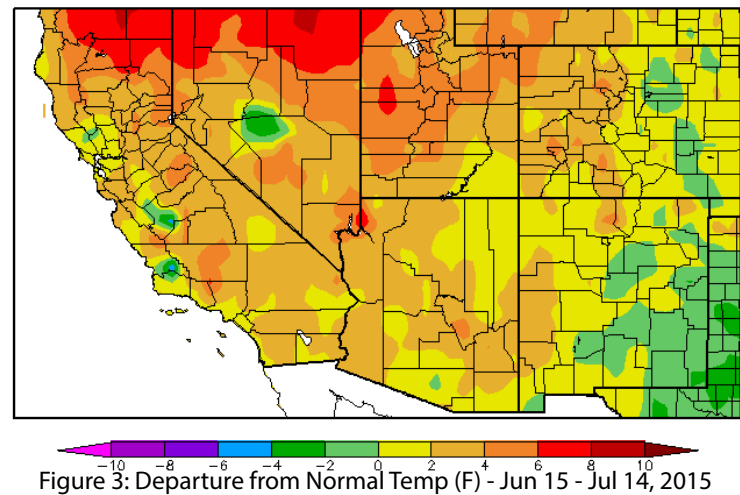 −10 −8 −6 −4 −2 0 2 4 6 8 10
Figure 3: Departure from Normal Temp (F) - Jun 15 - Jul 14, 2015